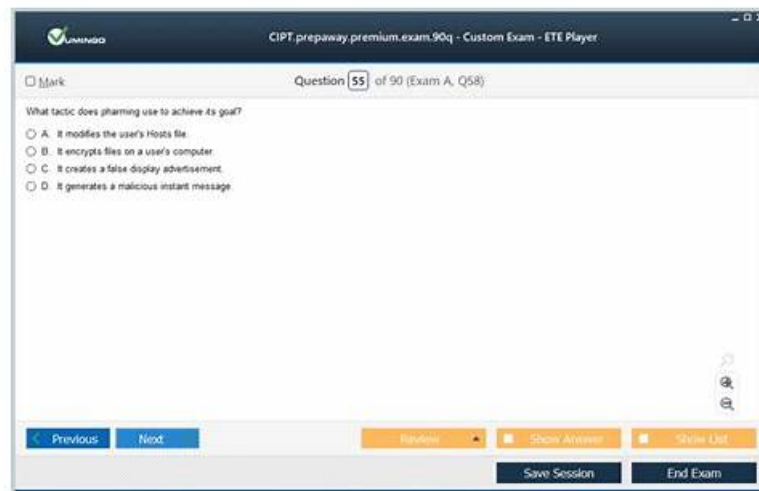 VUMINGO
CIPT.prepaway.premium.exam.90q - Custom Exam - ETE Player
Mark
Question 55 of 90 (Exam A, Q58)
What tactic does pharming use to achieve its goal?
A. It modifies the user's Hosts file.
B. It encrypts files on a user's computer.
C. It creates a false display advertisement.
D. It generates a malicious instant message.
Previous
Next
Review
Show Answer
Show List
Save Session
End Exam